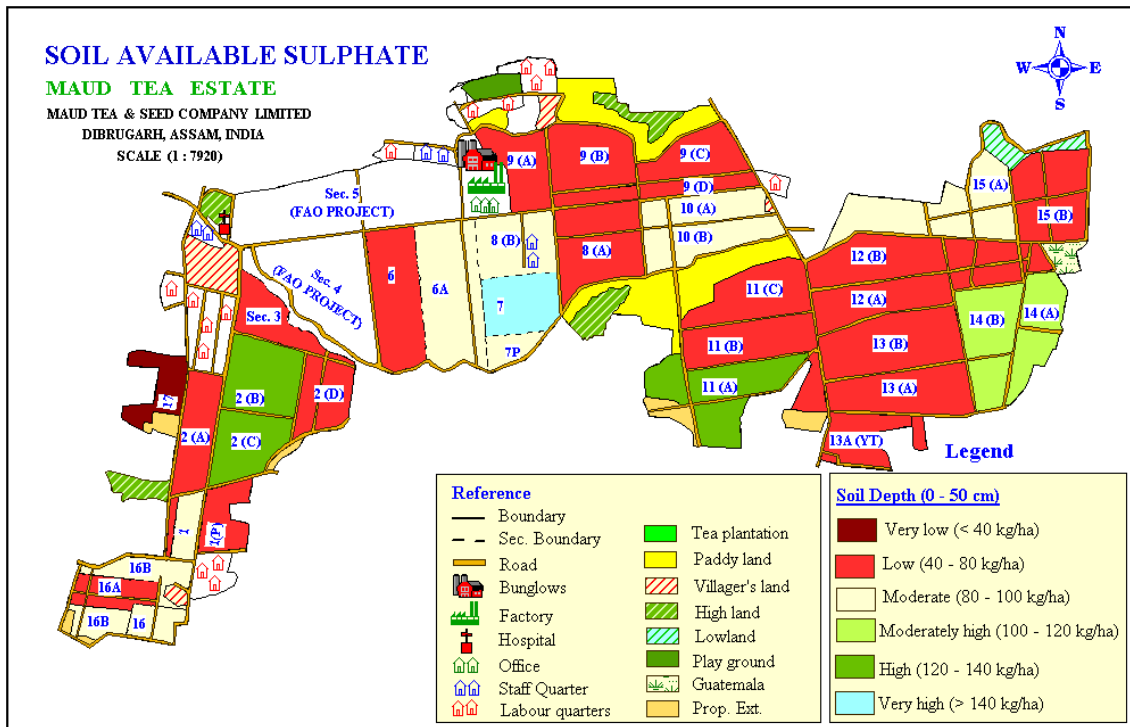 SOIL AVAILABLE SULPHATE
MAUD TEA ESTATE
MAUD TEA & SEED COMPANY LIMITED
DIBRUGARH, ASSAM, INDIA
SCALE (1 : 7920)
N
W E
S
9 (A)
9 (B)
9 (C)
9 (D)
10 (A)
10 (B)
15 (A)
15 (B)
Sec. 5
(FAO PROJECT)
8 (B)
8 (A)
12 (B)
Sec. 4
(FAO PROJECT)
6
6A
7
7P
11 (C)
12 (A)
14 (A)
14 (B)
Sec. 3
11 (B)
13 (B)
11 (A)
13 (A)
17
2 (B)
2 (D)
2 (A)
2 (C)
13A (YT)
1
1(P)
16B
16A
16B
16
Legend
Reference
Boundary
Sec. Boundary
Road
Bunglows
Factory
Hospital
Office
Staff Quarter
Labour quarters
Tea plantation
Paddy land
Villager's land
High land
Lowland
Play ground
Guatemala
Prop. Ext.
Soil Depth (0 - 50 cm)
Very low (< 40 kg/ha)
Low (40 - 80 kg/ha)
Moderate (80 - 100 kg/ha)
Moderately high (100 - 120 kg/ha)
High (120 - 140 kg/ha)
Very high (> 140 kg/ha)